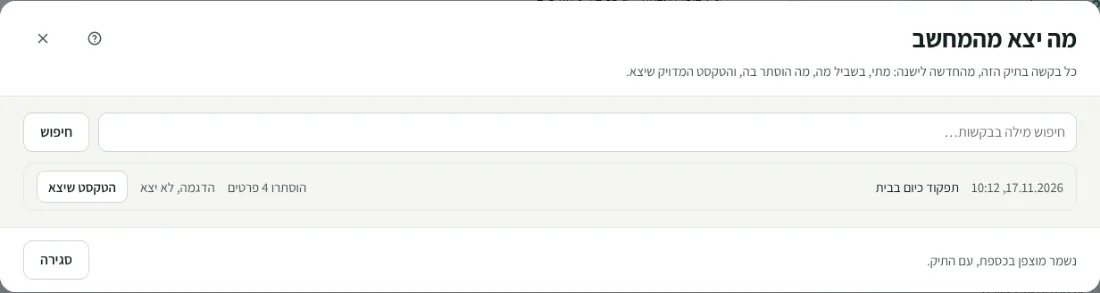 מה יצא מהמחשב
כל בקשה בתיק הזה, מהחדשה לישנה: מתי, בשביל מה, מה הוסתר בה, והטקסט המדויק שיצא.
חיפוש מילה בבקשות...
חיפוש
17.11.2026, 10:12 תפקוד כיום בבית הוסתרו 4 פרטים הדגמה, לא יצא הטקסט שיצא
נשמר מוצפן בכספת, עם התיק.
סגירה